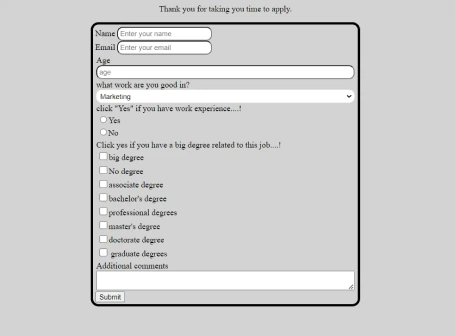 Thank you for taking you time to apply.
Name Enter your name
Email Enter your email
Age
age
what work are you good in?
Marketing
click "Yes" if you have work experience....!
Yes
No
Click yes if you have a big degree related to this job....!
big degree
No degree
associate degree
bachelor's degree
professional degrees
master's degree
doctorate degree
graduate degrees
Additional comments
Submit